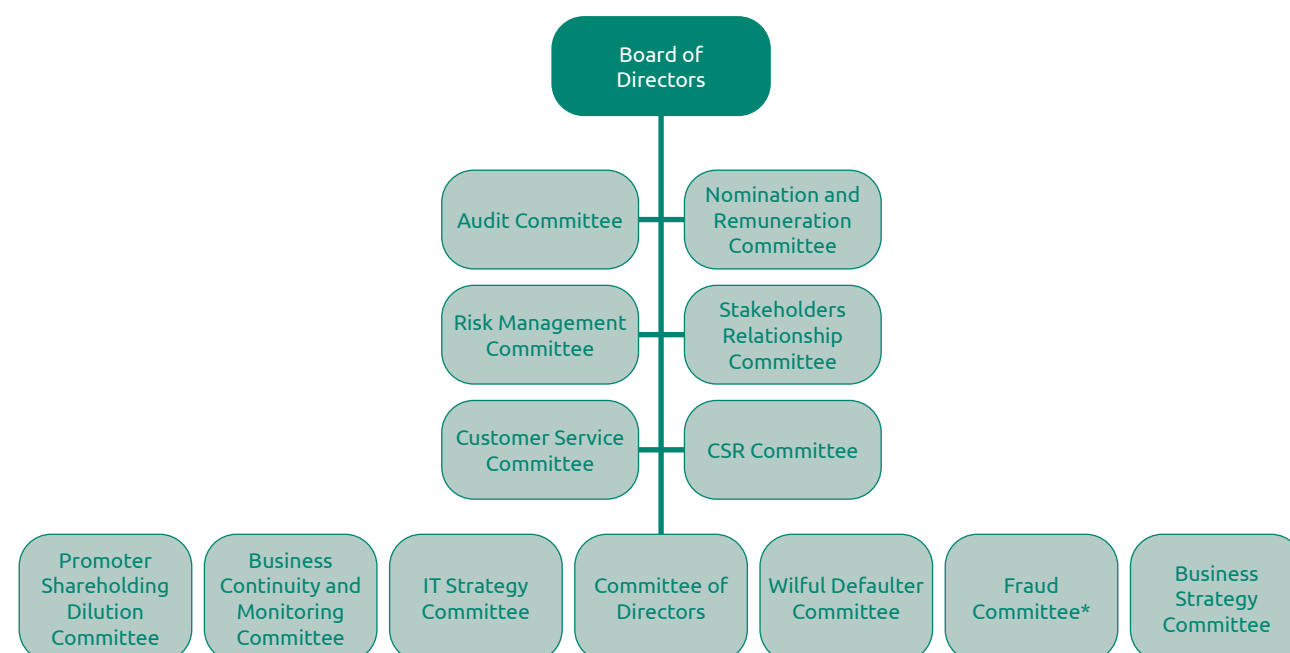 Board of
Directors
Audit Committee
Nomination and
Remuneration
Committee
Risk Management
Committee
Stakeholders
Relationship
Committee
Customer Service
Committee
CSR Committee
Promoter
Shareholding
Dilution
Committee
Business
Continuity and
Monitoring
Committee
IT Strategy
Committee
Committee of
Directors
Wilful Defaulter
Committee
Fraud
Committee*
Business
Strategy
Committee